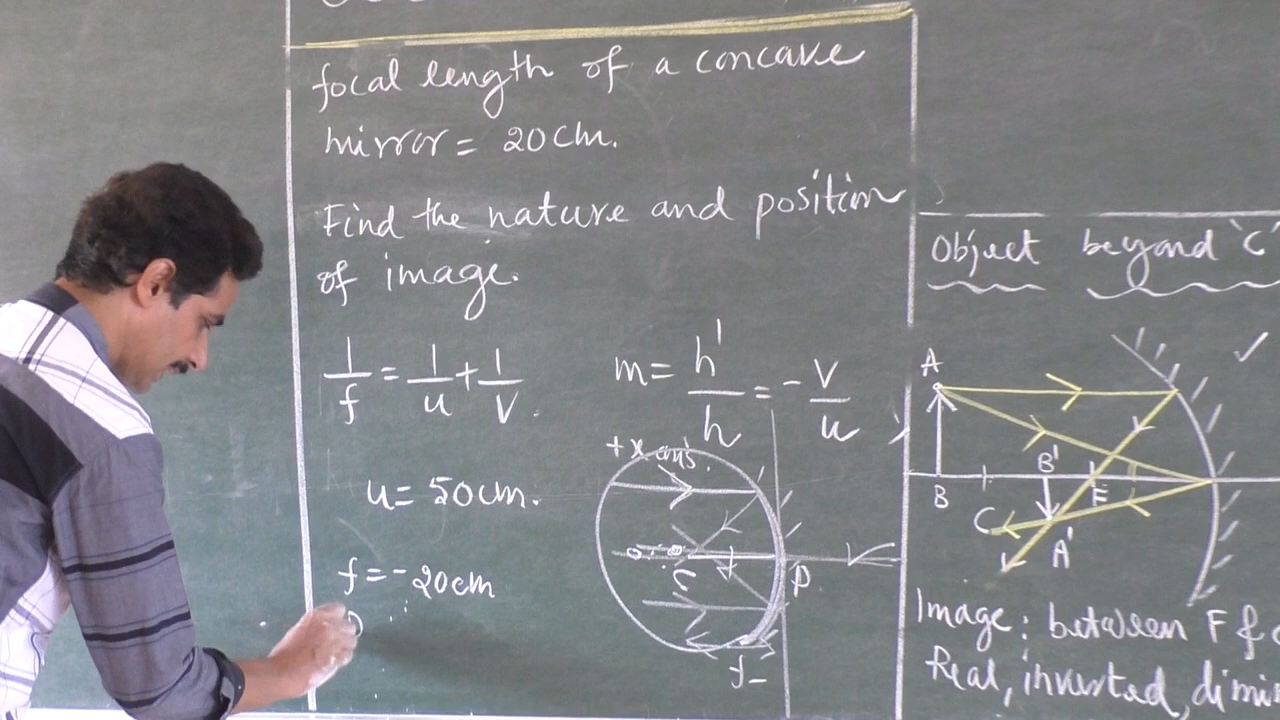 focal length of a concave
mirror = 20cm.
Find the nature and position
of image.
1/f = 1/u + 1/v.
m = h'/h = - v/u
u = 50cm.
f = -20cm
+x axis.
C
P
f-
Object beyond 'C'
A
B
B'
F
C
A'
Image: between F &
Real, inverted, dimi